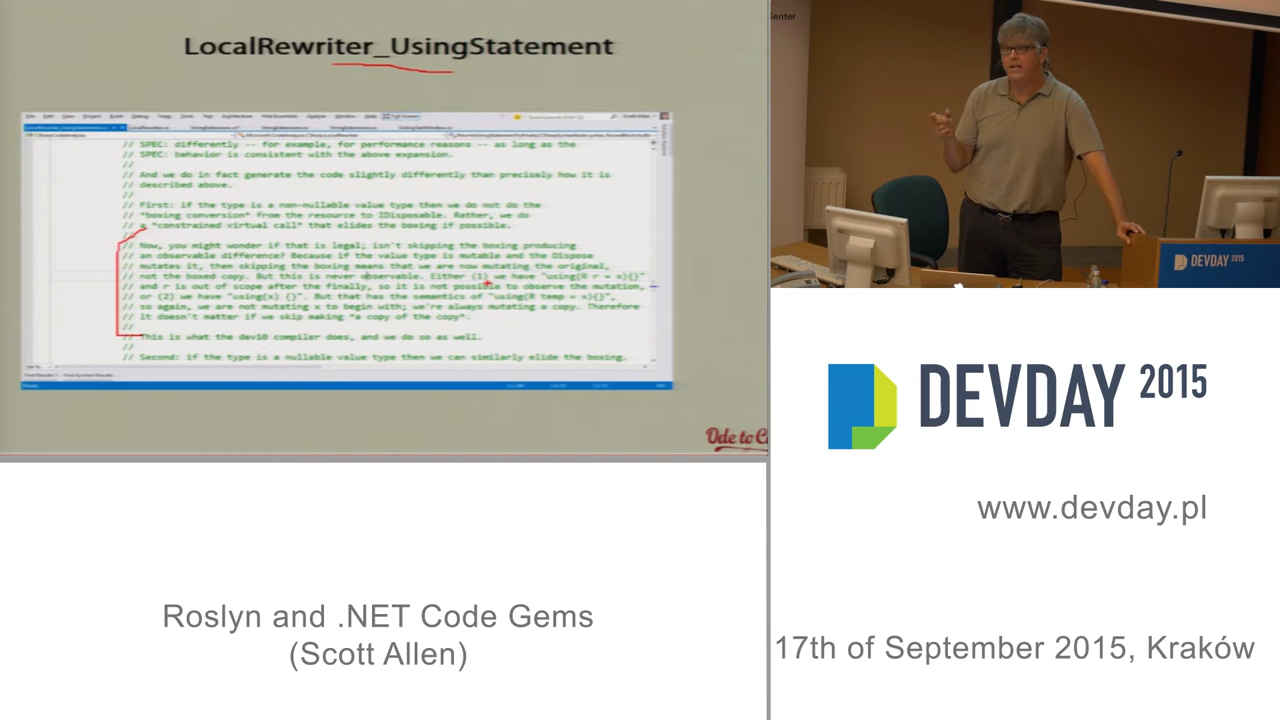 LocalRewriter_UsingStatement
// SPEC: differently -- for example, for performance reasons -- as long as the
// SPEC: behavior is consistent with the above expansion.
//
// And we do in fact generate the code slightly differently than precisely how it is
// described above.
//
// First: if the type is a non-nullable value type then we do not do the
// *boxing conversion* from the resource to IDisposable. Rather, we do
// a *constrained virtual call* that elides the boxing if possible.
//
// Now, you might wonder if that is legal; isn't skipping the boxing producing
// an observable difference? Because if the value type is mutable and the Dispose
// mutates it, then skipping the boxing means that we are now mutating the original,
// not the boxed copy. But this is never observable. Either (1) we have "using(R r = x){}"
// and r is out of scope after the finally, so it is not possible to observe the mutation,
// or (2) we have "using(x) {}". But that has the semantics of "using(R temp = x){}",
// so again, we are not mutating x to begin with; we're always mutating a copy. Therefore
// it doesn't matter if we skip making *a copy of the copy*.
//
// This is what the dev10 compiler does, and we do so as well.
//
// Second: if the type is a nullable value type then we can similarly elide the boxing.
Ode to C
Center
DEVDAY 2015
DEVDAY 2015
www.devday.pl
Roslyn and .NET Code Gems
(Scott Allen)
17th of September 2015, Kraków